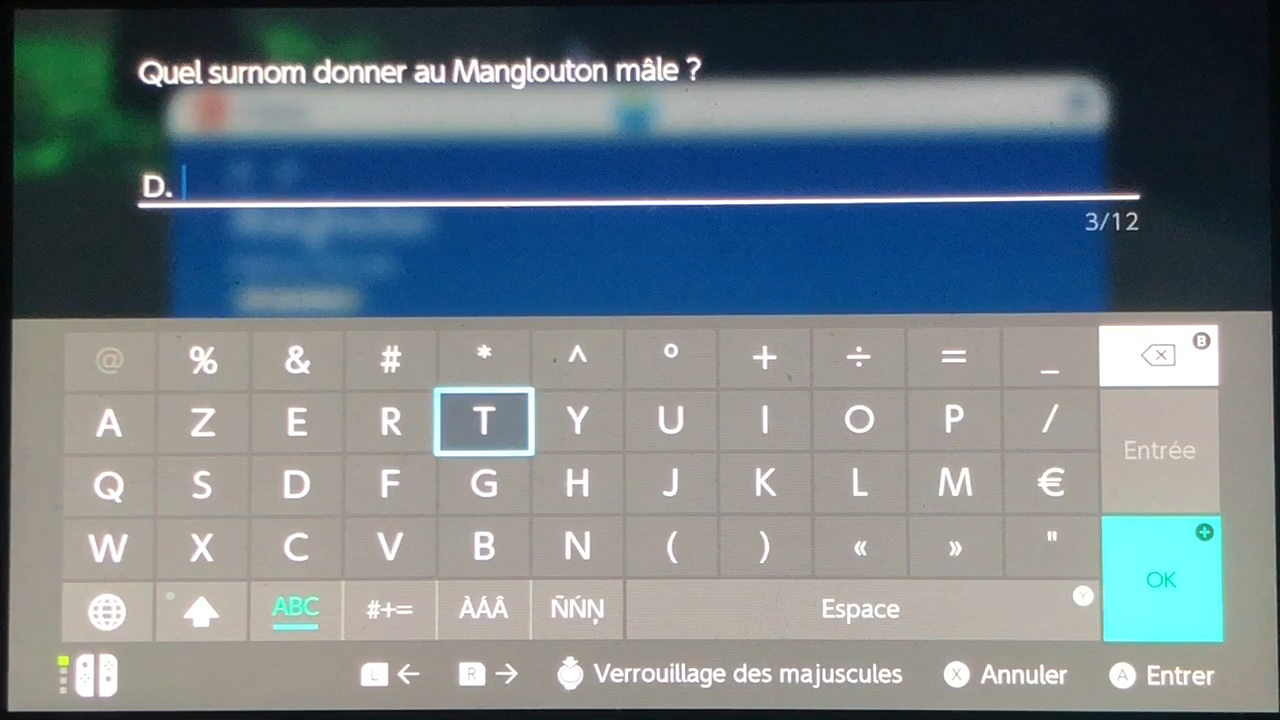 Quel surnom donner au Manglouton mâle ?
D.
3/12
@ % & # * ^ ° + ÷ = _ B
A Z E R T Y U I O P / Entrée
Q S D F G H J K L M €
W X C V B N ( ) « » " + OK
ABC #+= ÀÁÂ ÑŃŅ Espace Y
L ← R → Verrouillage des majuscules X Annuler A Entrer